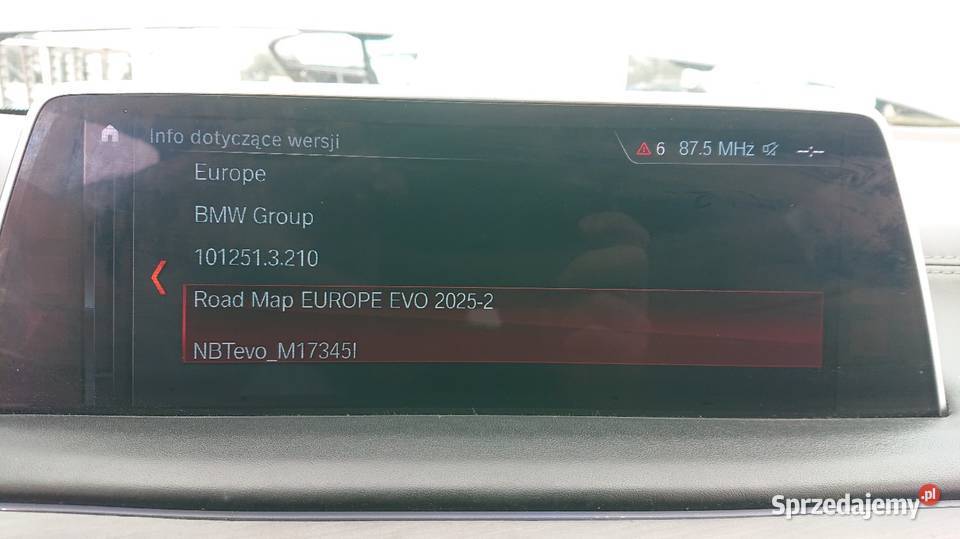 Info dotyczące wersji
6 87.5 MHz --:--
Europe
BMW Group
101251.3.210
Road Map EUROPE EVO 2025-2
NBTevo_M17345I
Sprzedajemy.pl